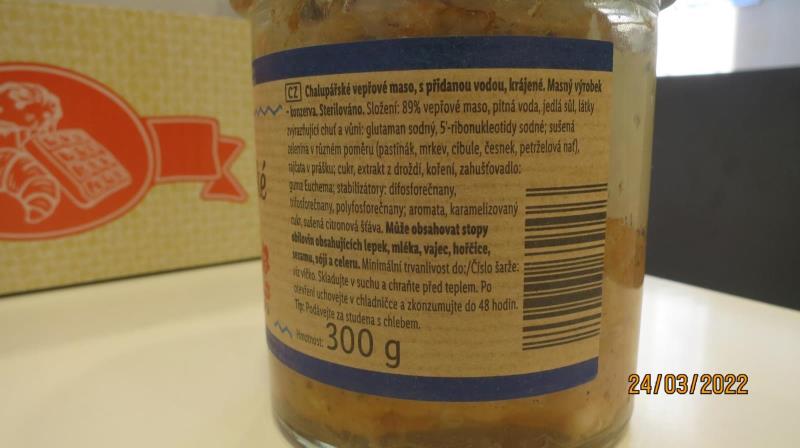 CZ Chalupářské vepřové maso, s přidanou vodou, krájené. Masný výrobek
- konzerva. Sterilováno. Složení: 89% vepřové maso, pitná voda, jedlá sůl, látky
zvýrazňující chuť a vůni: glutaman sodný, 5'-ribonukleotidy sodné; sušená
zelenina v různém poměru (pastinák, mrkev, cibule, česnek, petrželová nať),
rajčata v prášku; cukr, extrakt z droždí, koření, zahušťovadlo:
guma Euchema; stabilizátory: difosforečnany,
trifosforečnany, polyfosforečnany; aromata, karamelizovaný
cukr, sušená citronová šťáva. Může obsahovat stopy
obilovin obsahujících lepek, mléka, vajec, hořčice,
sezamu, sóji a celeru. Minimální trvanlivost do:/Číslo šarže:
viz víčko. Skladujte v suchu a chraňte před teplem. Po
otevření uchovejte v chladničce a zkonzumujte do 48 hodin.
Tip: Podávejte za studena s chlebem.
Hmotnost: 300 g
24/03/2022